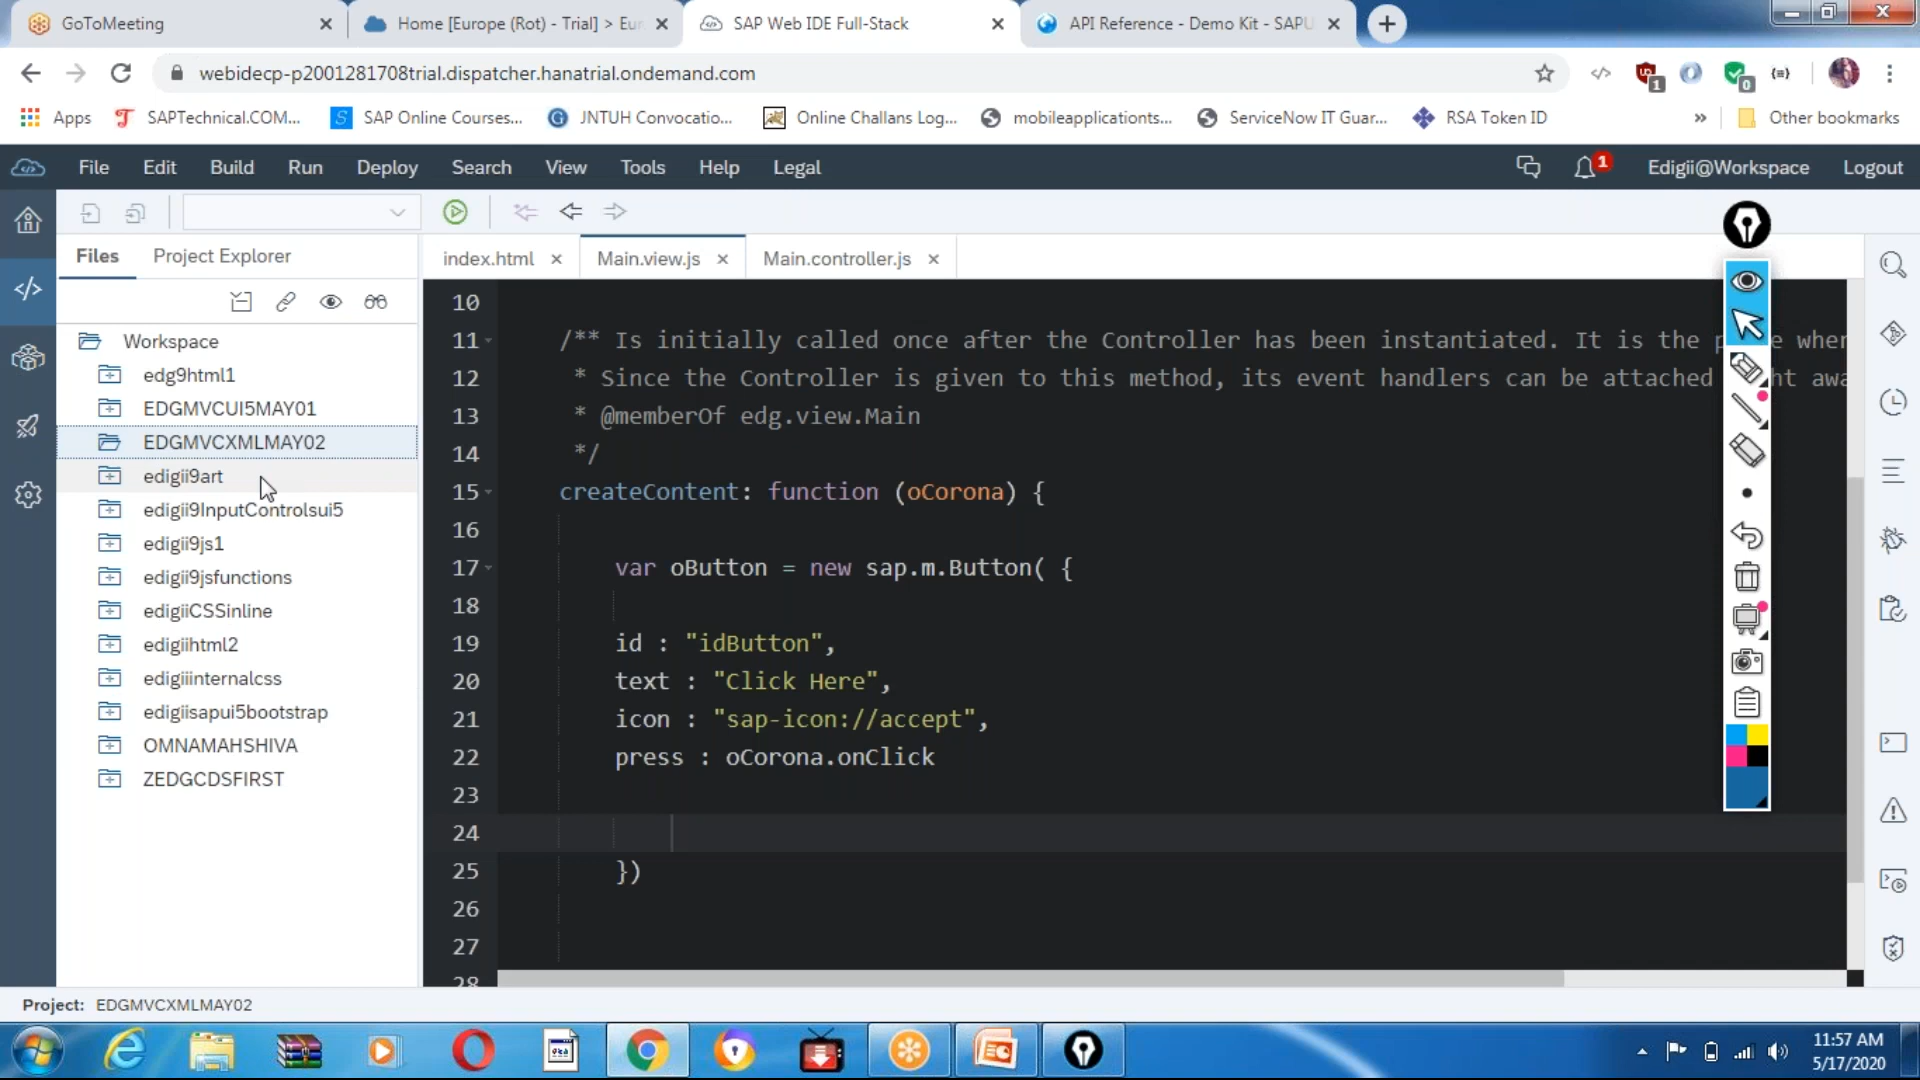 GoToMeeting
Home [Europe (Rot) - Trial] > Eur
SAP Web IDE Full-Stack
API Reference - Demo Kit - SAPU
webidecp-p2001281708trial.dispatcher.hanatrial.ondemand.com
1
0
Apps
SAPTechnical.COM...
SAP Online Courses...
JNTUH Convocatio...
Online Challans Log...
mobileapplicationts...
ServiceNow IT Guar...
RSA Token ID
»
Other bookmarks
File Edit Build Run Deploy Search View Tools Help Legal
1
Edigii@Workspace
Logout
Files
Project Explorer
index.html
Main.view.js
Main.controller.js
Workspace
edg9html1
EDGMVCUI5MAY01
EDGMVCXMLMAY02
edigii9art
edigii9InputControlsui5
edigii9js1
edigii9jsfunctions
edigiiCSSinline
edigiihtml2
edigiiinternalcss
edigiisapui5bootstrap
OMNAMAHSHIVA
ZEDGCDSFIRST
10
11 /** Is initially called once after the Controller has been instantiated. It is the wher
12 * Since the Controller is given to this method, its event handlers can be attached awa
13 * @memberOf edg.view.Main
14 */
15 createContent: function (oCorona) {
16
17 var oButton = new sap.m.Button( {
18
19 id : "idButton",
20 text : "Click Here",
21 icon : "sap-icon://accept",
22 press : oCorona.onClick
23
24
25 })
26
27
28
Project: EDGMVCXMLMAY02
11:57 AM
5/17/2020